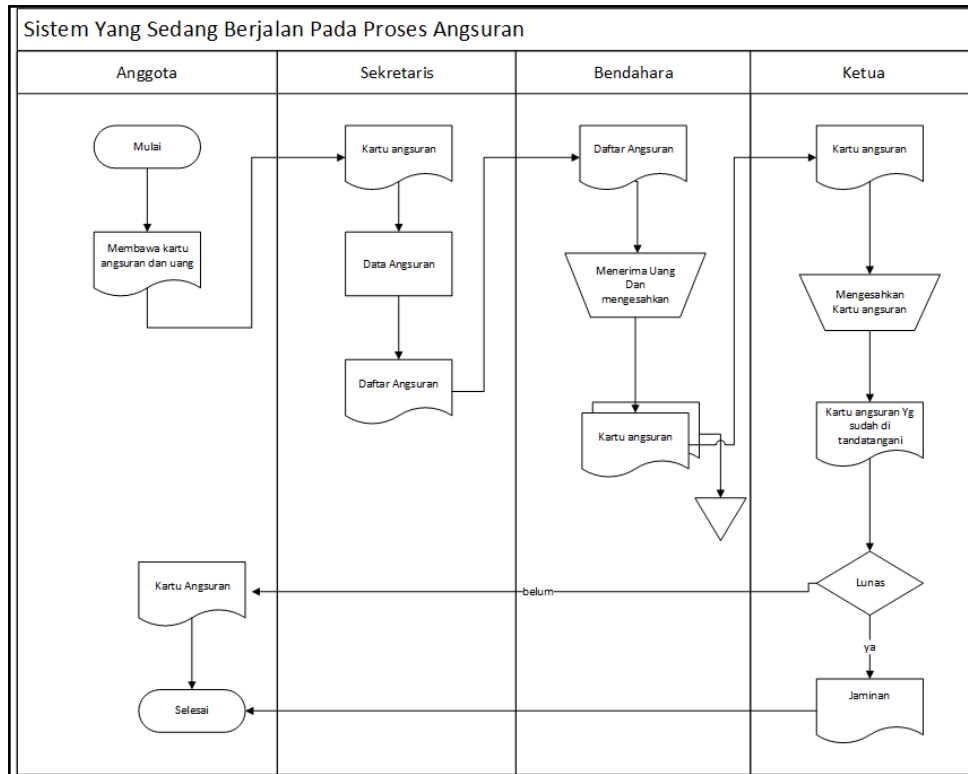 Sistem Yang Sedang Berjalan Pada Proses Angsuran
Anggota
Sekretaris
Bendahara
Ketua
Mulai
Membawa kartu
angsuran dan uang
Kartu angsuran
Data Angsuran
Daftar Angsuran
Daftar Angsuran
Menerima Uang
Dan
mengesahkan
Kartu angsuran
Kartu angsuran
Mengesahkan
Kartu angsuran
Kartu angsuran Yg
sudah di
tandatangani
Lunas
belum
ya
Jaminan
Kartu Angsuran
Selesai